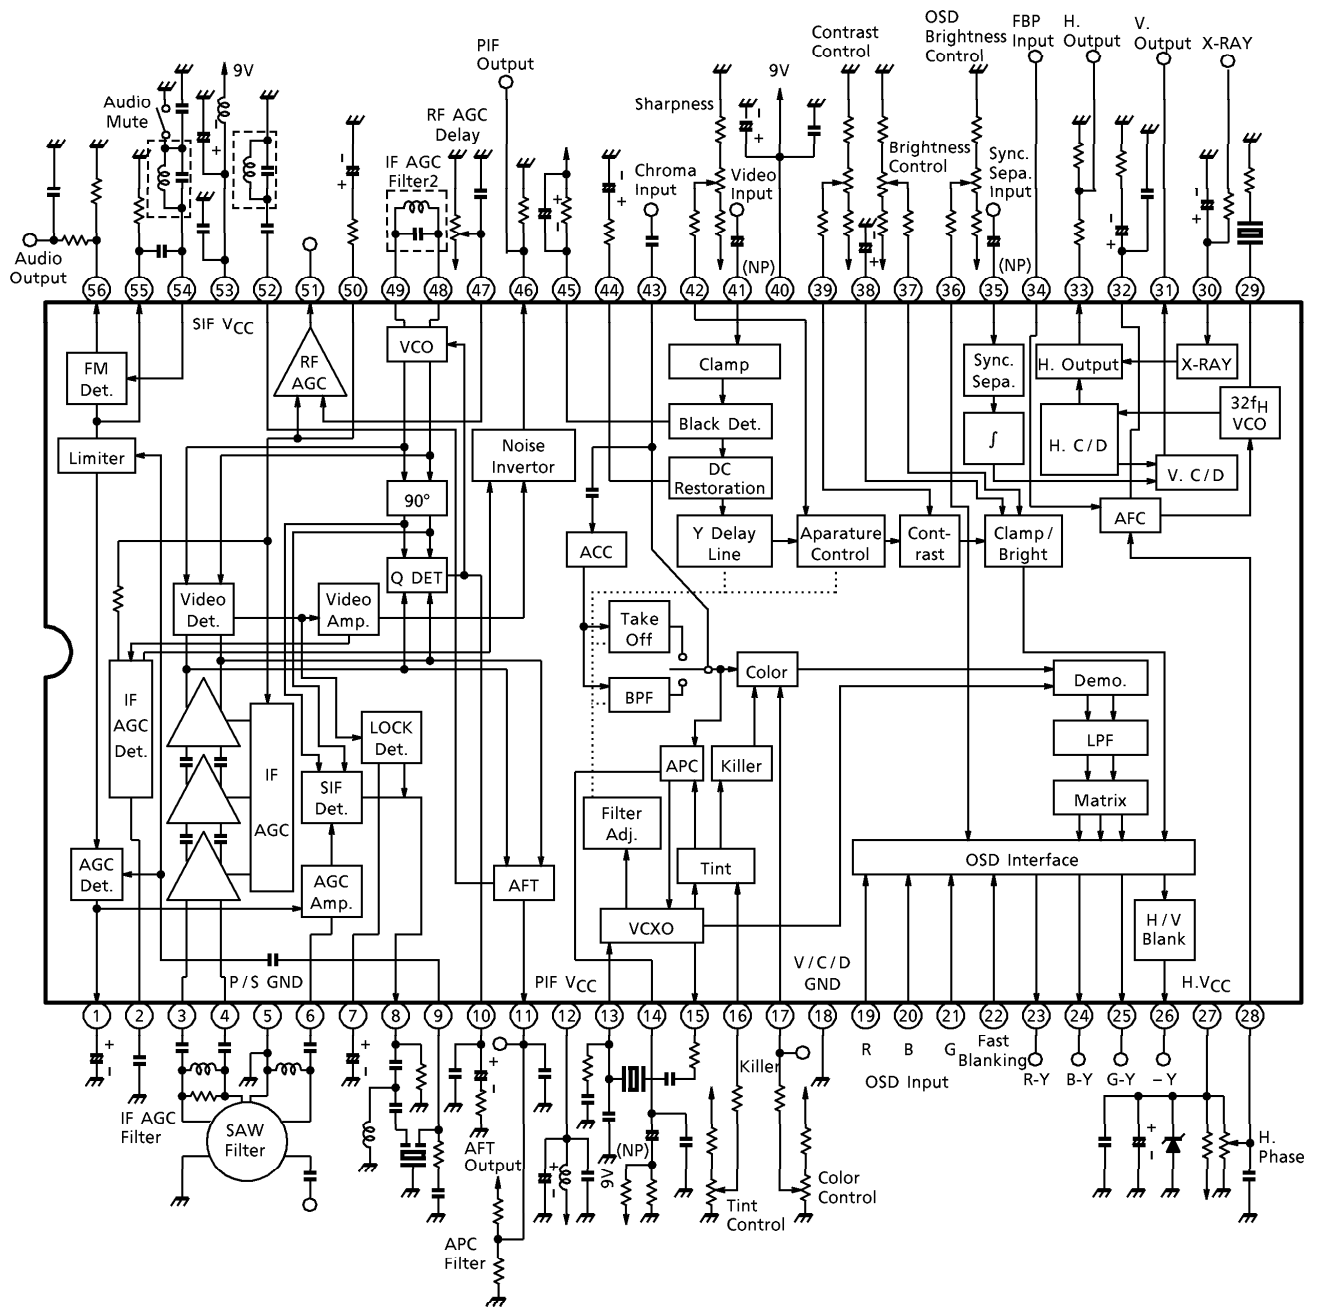 OSD
Brightness
Control
FBP
Input
H.
Output
V.
Output
X-RAY
Contrast
Control
PIF
Output
9V
9V
Audio
Mute
RF AGC
Delay
Sharpness
IF AGC
Filter2
Chroma
Input
Video
Input
Brightness
Control
Sync.
Sepa.
Input
Audio
Output
(NP)
(NP)
56 55 54 53 52 51 50 49 48 47 46 45 44 43 42 41 40 39 38 37 36 35 34 33 32 31 30 29
SIF VCC
FM
Det.
RF
AGC
VCO
Clamp
Sync.
Sepa.
H. Output
X-RAY
Limiter
Noise
Invertor
Black Det.
∫
H. C/D
32fH
VCO
DC
Restoration
V. C/D
90°
Y Delay
Line
Aparature
Control
Cont-
rast
Clamp/
Bright
AFC
ACC
Q DET
Video
Det.
Video
Amp.
Take
Off
BPF
Color
Demo.
IF
AGC
Det.
LOCK
Det.
LPF
IF
AGC
SIF
Det.
APC
Killer
Matrix
Filter
Adj.
AGC
Det.
AGC
Amp.
AFT
Tint
OSD Interface
VCXO
H/V
Blank
P/S GND
PIF VCC
V/C/D
GND
H.VCC
1 2 3 4 5 6 7 8 9 10 11 12 13 14 15 16 17 18 19 20 21 22 23 24 25 26 27 28
R
B
G
Fast
Blanking
OSD Input
R-Y
B-Y
G-Y
-Y
Killer
IF AGC
Filter
SAW
Filter
AFT
Output
(NP)
9V
Tint
Control
Color
Control
H.
Phase
APC
Filter